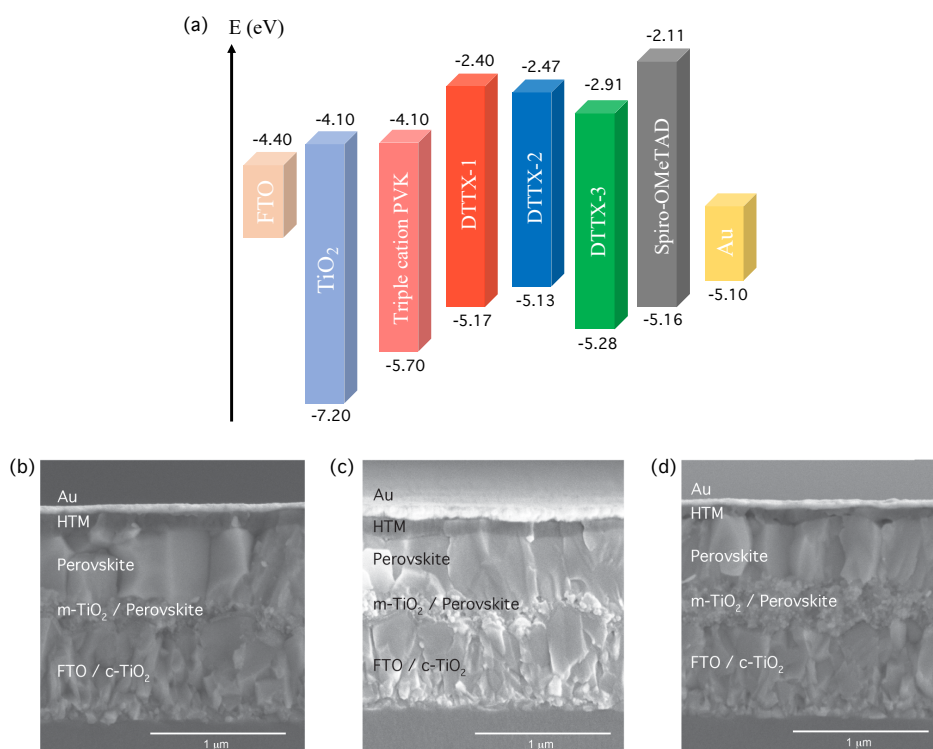 (a)
E (eV)
-4.40
FTO
-4.10
TiO₂
-7.20
-4.10
Triple cation PVK
-5.70
-2.40
DTTX-1
-5.17
-2.47
DTTX-2
-5.13
-2.91
DTTX-3
-5.28
-2.11
Spiro-OMeTAD
-5.16
Au
-5.10
(b)
Au
HTM
Perovskite
m-TiO₂ / Perovskite
FTO / c-TiO₂
1 μm
(c)
Au
HTM
Perovskite
m-TiO₂ / Perovskite
FTO / c-TiO₂
1 μm
(d)
Au
HTM
Perovskite
m-TiO₂ / Perovskite
FTO / c-TiO₂
1 μm